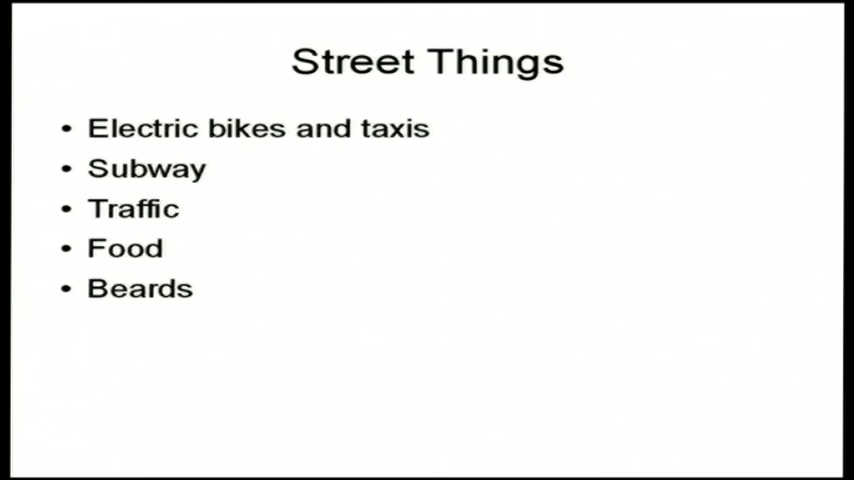 Street Things
• Electric bikes and taxis
• Subway
• Traffic
• Food
• Beards